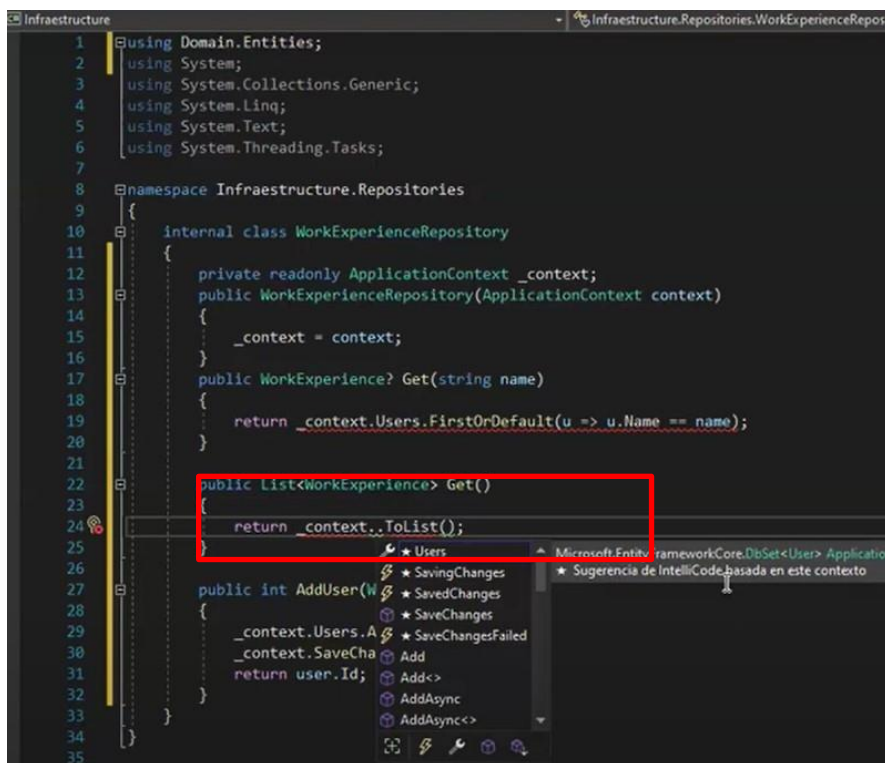 Infraestructure
Infraestructure.Repositories.WorkExperienceRepos
1 using Domain.Entities;
2 using System;
3 using System.Collections.Generic;
4 using System.Linq;
5 using System.Text;
6 using System.Threading.Tasks;
7
8 namespace Infraestructure.Repositories
9 {
10 internal class WorkExperienceRepository
11 {
12 private readonly ApplicationContext _context;
13 public WorkExperienceRepository(ApplicationContext context)
14 {
15 _context = context;
16 }
17 public WorkExperience? Get(string name)
18 {
19 return _context.Users.FirstOrDefault(u => u.Name == name);
20 }
21
22 public List<WorkExperience> Get()
23 {
24 return _context..ToList();
25 }
26
27 public int AddUser(W
28 {
29 _context.Users.A
30 _context.SaveCha
31 return user.Id;
32 }
33 }
34 }
35
★ Users
★ SavingChanges
★ SavedChanges
★ SaveChanges
★ SaveChangesFailed
Add
Add<>
AddAsync
AddAsync<>
Microsoft.EntityFrameworkCore.DbSet<User> Applicatio
★ Sugerencia de IntelliCode basada en este contexto